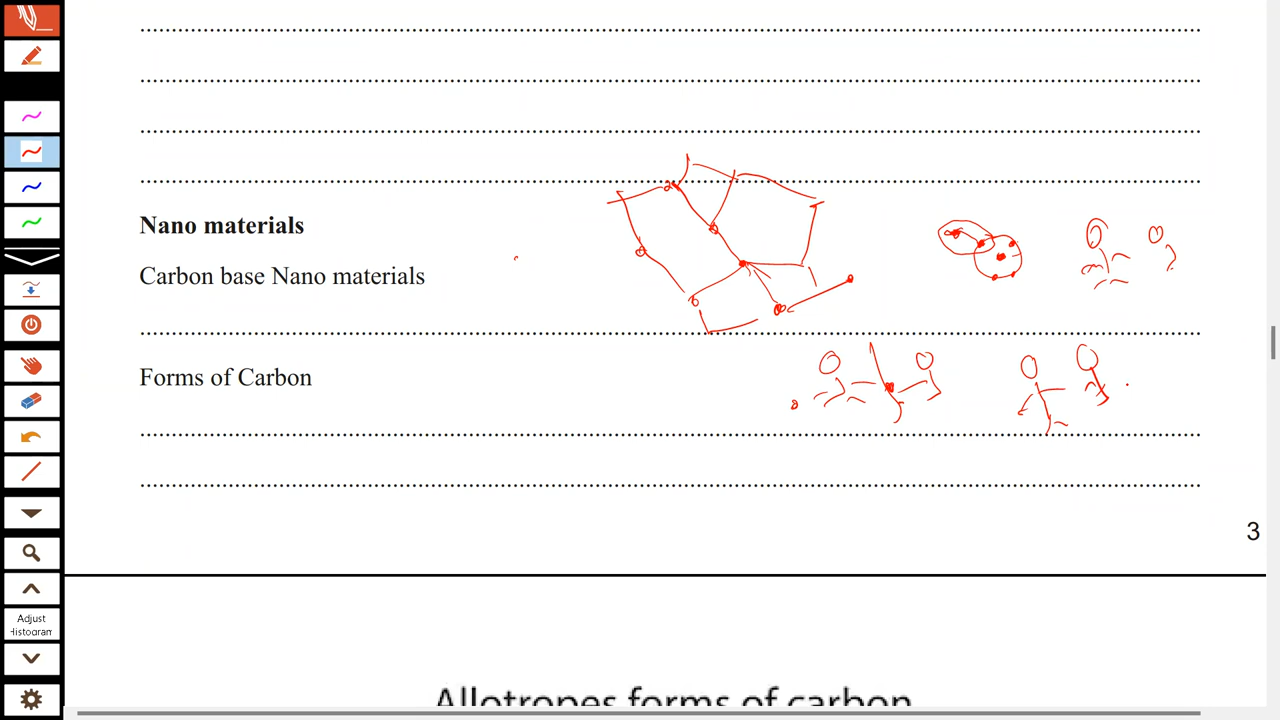 Nano materials
Carbon base Nano materials
Forms of Carbon
3
Adjust
Histogram
Allotropes forms of carbon